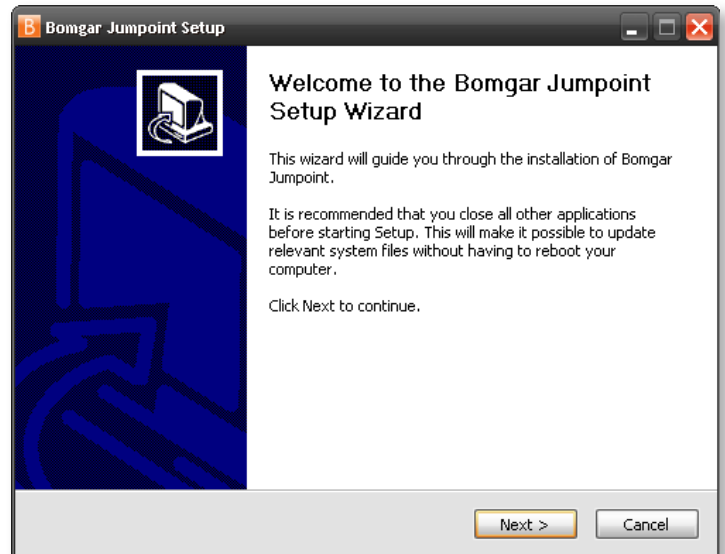 B Bomgar Jumpoint Setup
Welcome to the Bomgar Jumpoint
Setup Wizard
This wizard will guide you through the installation of Bomgar
Jumpoint.
It is recommended that you close all other applications
before starting Setup. This will make it possible to update
relevant system files without having to reboot your
computer.
Click Next to continue.
Next >
Cancel